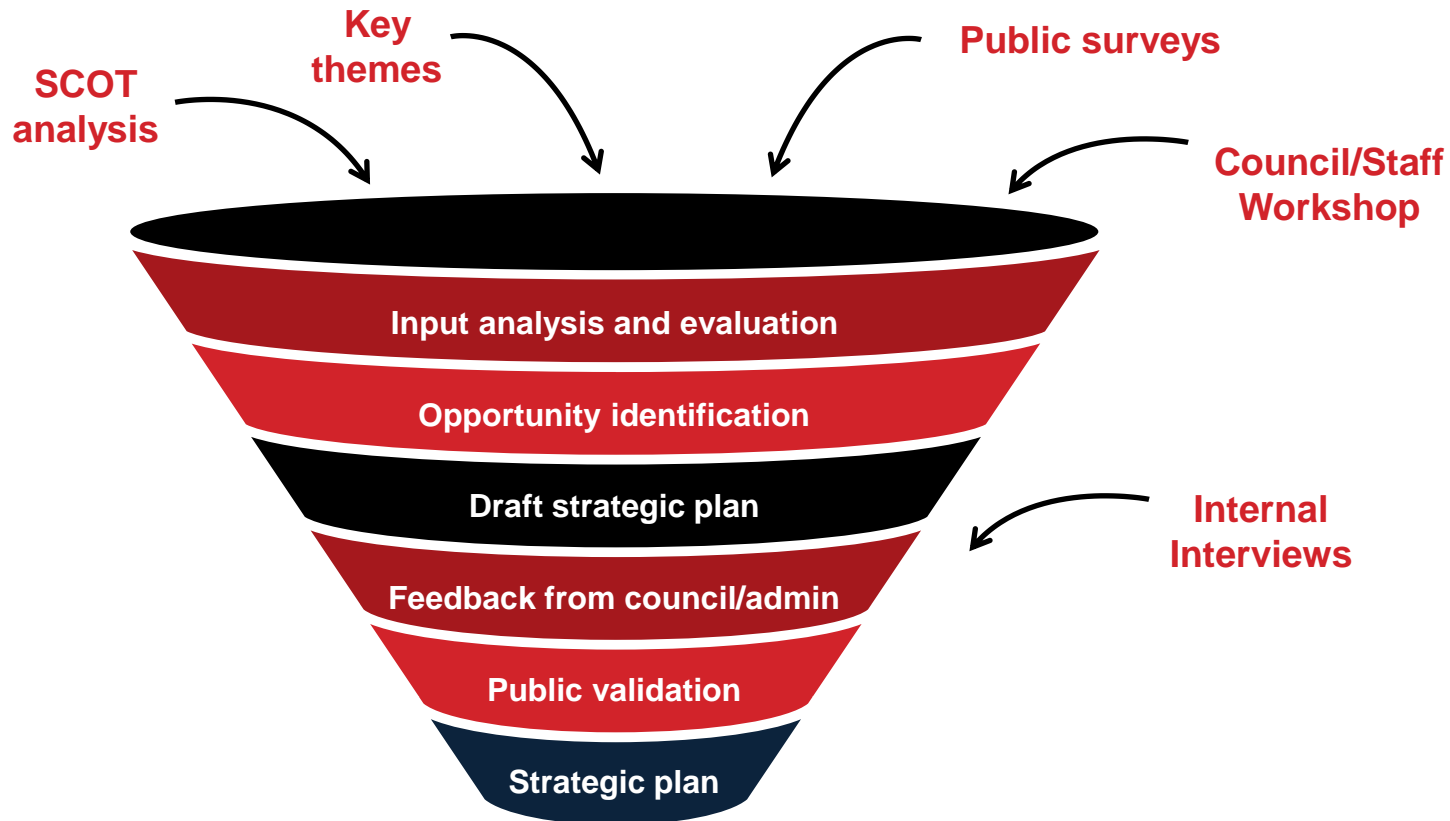 Key
themes
Public surveys
SCOT
analysis
Council/Staff
Workshop
Input analysis and evaluation
Opportunity identification
Draft strategic plan
Internal
Interviews
Feedback from council/admin
Public validation
Strategic plan